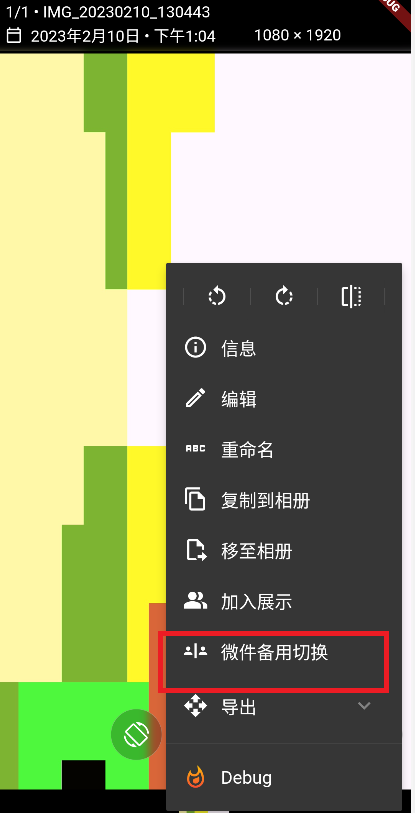 1/1 • IMG_20230210_130443
2023年2月10日 • 下午1:04 1080 × 1920
UG
信息
编辑
ABC 重命名
复制到相册
移至相册
加入展示
微件备用切换
导出
Debug